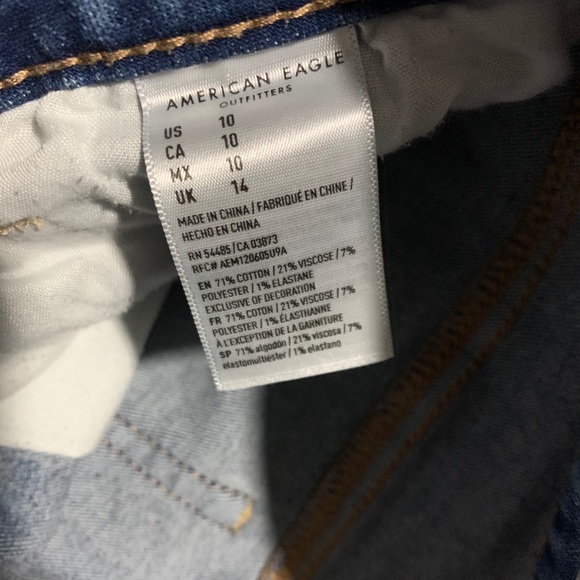 AMERICAN EAGLE
OUTFITTERS
US 10
CA 10
MX 10
UK 14
MADE IN CHINA / FABRIQUÉ EN CHINE /
HECHO EN CHINA
RN 54485 / CA 03873
RFC# AEM120605U9A
EN 71% COTTON / 21% VISCOSE / 7%
POLYESTER / 1% ELASTANE
EXCLUSIVE OF DECORATION
FR 71% COTON / 21% VISCOSE / 7%
POLYESTER / 1% ÉLASTHANNE
À L'EXCEPTION DE LA GARNITURE
SP 71% algodón / 21% viscosa / 7%
elastomultiéster / 1% elastano